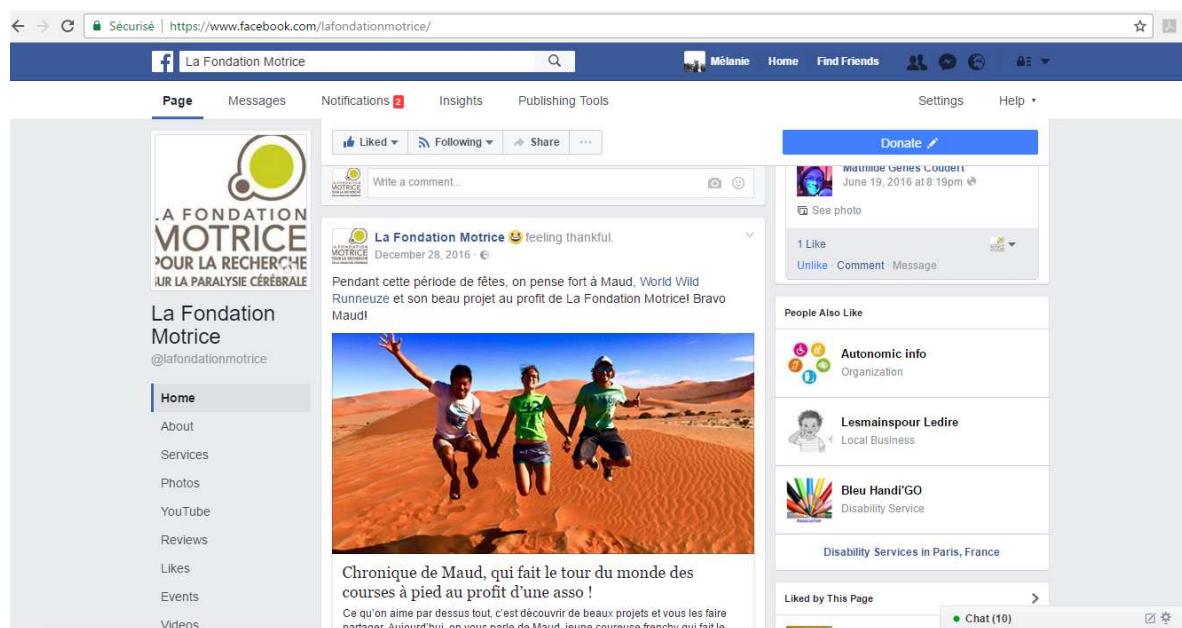 Sécurisé | https://www.facebook.com/lafondationmotrice/
La Fondation Motrice
Mélanie Home Find Friends
Page Messages Notifications 2 Insights Publishing Tools Settings Help
LA FONDATION
MOTRICE
POUR LA RECHERCHE
SUR LA PARALYSIE CÉRÉBRALE
La Fondation
Motrice
@lafondationmotrice
Home
About
Services
Photos
YouTube
Reviews
Likes
Events
Videos
Liked Following Share ...
Donate
Write a comment...
La Fondation Motrice feeling thankful.
December 28, 2016 ·
Pendant cette période de fêtes, on pense fort à Maud, World Wild
Runneuze et son beau projet au profit de La Fondation Motrice! Bravo
Maud!
Chronique de Maud, qui fait le tour du monde des
courses à pied au profit d'une asso !
Ce qu'on aime par dessus tout, c'est découvrir de beaux projets et vous les faire
partager. Aujourd'hui, on vous parle de Maud, jeune coureuse frenchy qui fait le
Mathilde Genes Coudert
June 19, 2016 at 8:19pm
See photo
1 Like
Unlike · Comment · Message
People Also Like
Autonomic info
Organization
Lesmainspour Ledire
Local Business
Bleu Handi'GO
Disability Service
Disability Services in Paris, France
Liked by This Page
Chat (10)